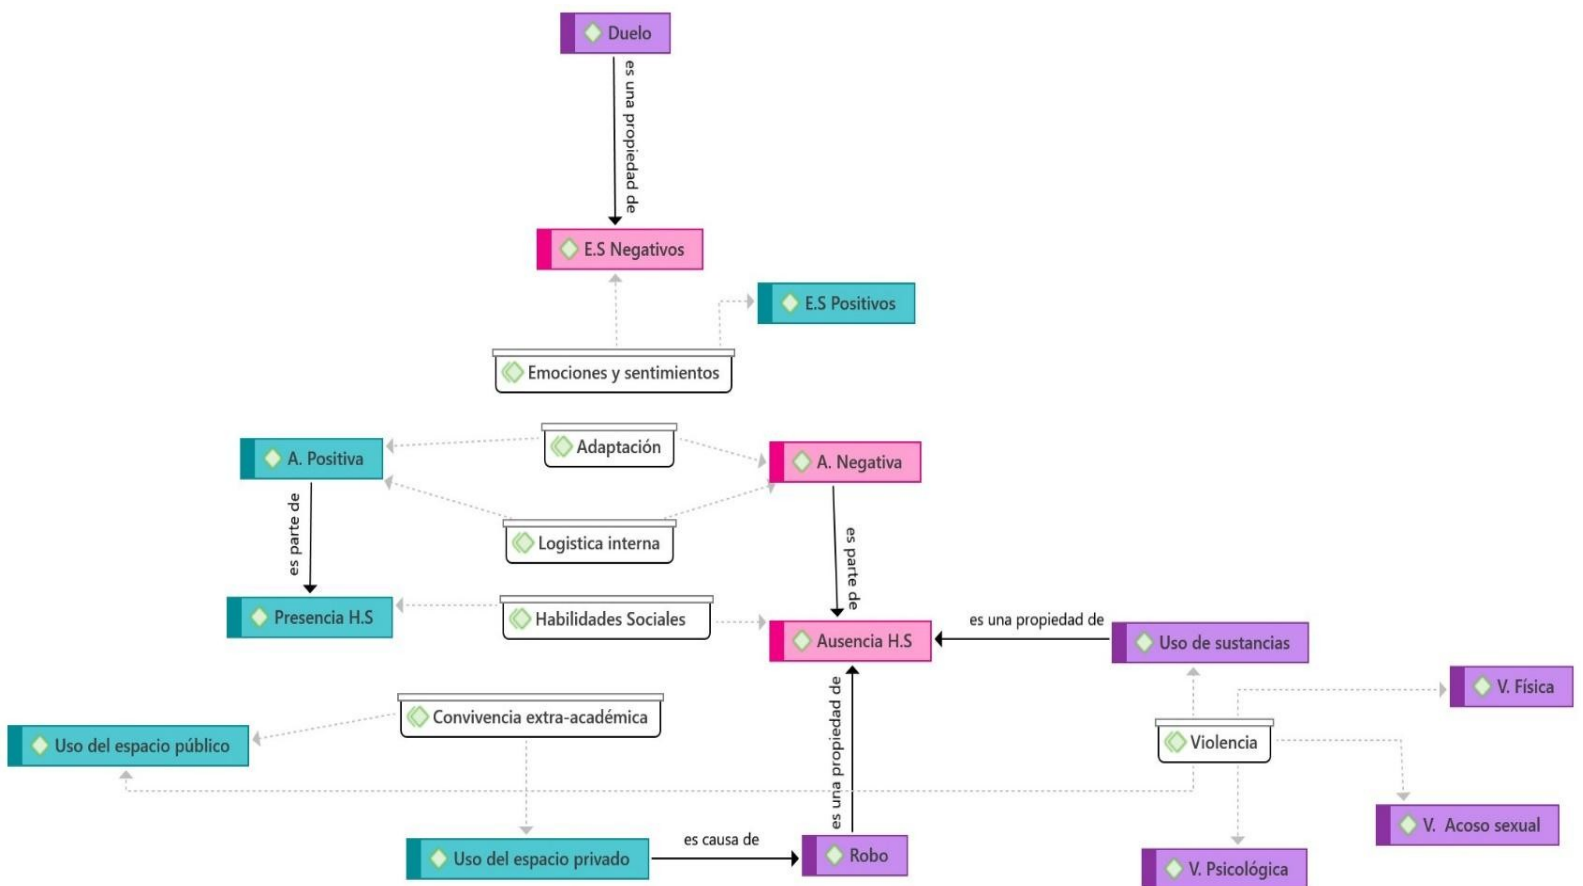 Duelo
es una propiedad de
E.S Negativos
E.S Positivos
Emociones y sentimientos
Adaptación
A. Positiva
A. Negativa
es parte de
Logistica interna
es parte de
Presencia H.S
Habilidades Sociales
Ausencia H.S
es una propiedad de
Uso de sustancias
V. Física
Convivencia extra-académica
Uso del espacio público
es una propiedad de
Violencia
V. Acoso sexual
Uso del espacio privado
es causa de
Robo
V. Psicológica